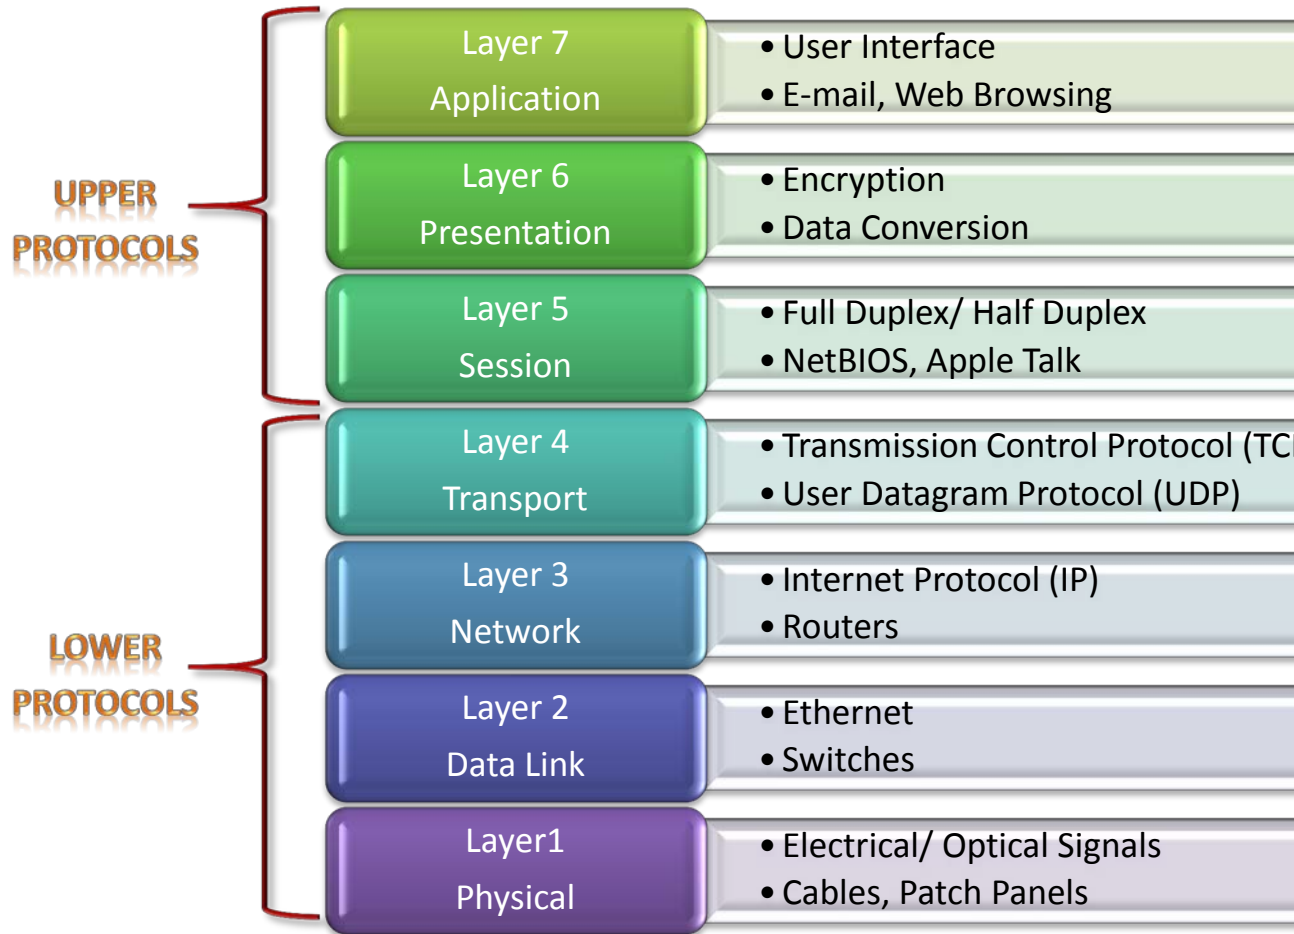 UPPER
PROTOCOLS
Layer 7
Application
• User Interface
• E-mail, Web Browsing
Layer 6
Presentation
• Encryption
• Data Conversion
Layer 5
Session
• Full Duplex/ Half Duplex
• NetBIOS, Apple Talk
LOWER
PROTOCOLS
Layer 4
Transport
• Transmission Control Protocol (TC
• User Datagram Protocol (UDP)
Layer 3
Network
• Internet Protocol (IP)
• Routers
Layer 2
Data Link
• Ethernet
• Switches
Layer1
Physical
• Electrical/ Optical Signals
• Cables, Patch Panels